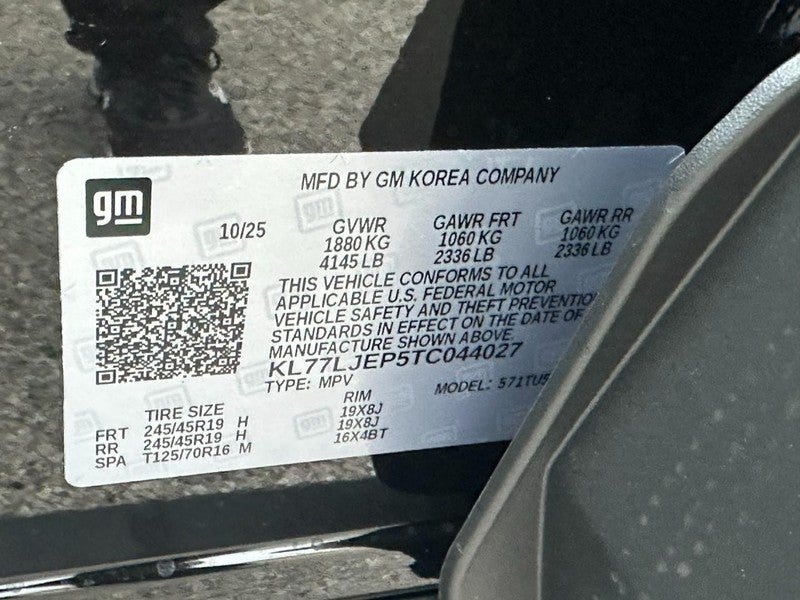 gm
MFD BY GM KOREA COMPANY
10/25 GVWR GAWR FRT GAWR RR
1880 KG 1060 KG 1060 KG
4145 LB 2336 LB 2336 LB
THIS VEHICLE CONFORMS TO ALL
APPLICABLE U.S. FEDERAL MOTOR
VEHICLE SAFETY AND THEFT PREVENTION
STANDARDS IN EFFECT ON THE DATE OF
MANUFACTURE SHOWN ABOVE.
KL77LJEP5TC044027
TYPE: MPV MODEL: 571TU5
TIRE SIZE RIM
FRT 245/45R19 H 19X8J
RR 245/45R19 H 19X8J
SPA T125/70R16 M 16X4BT